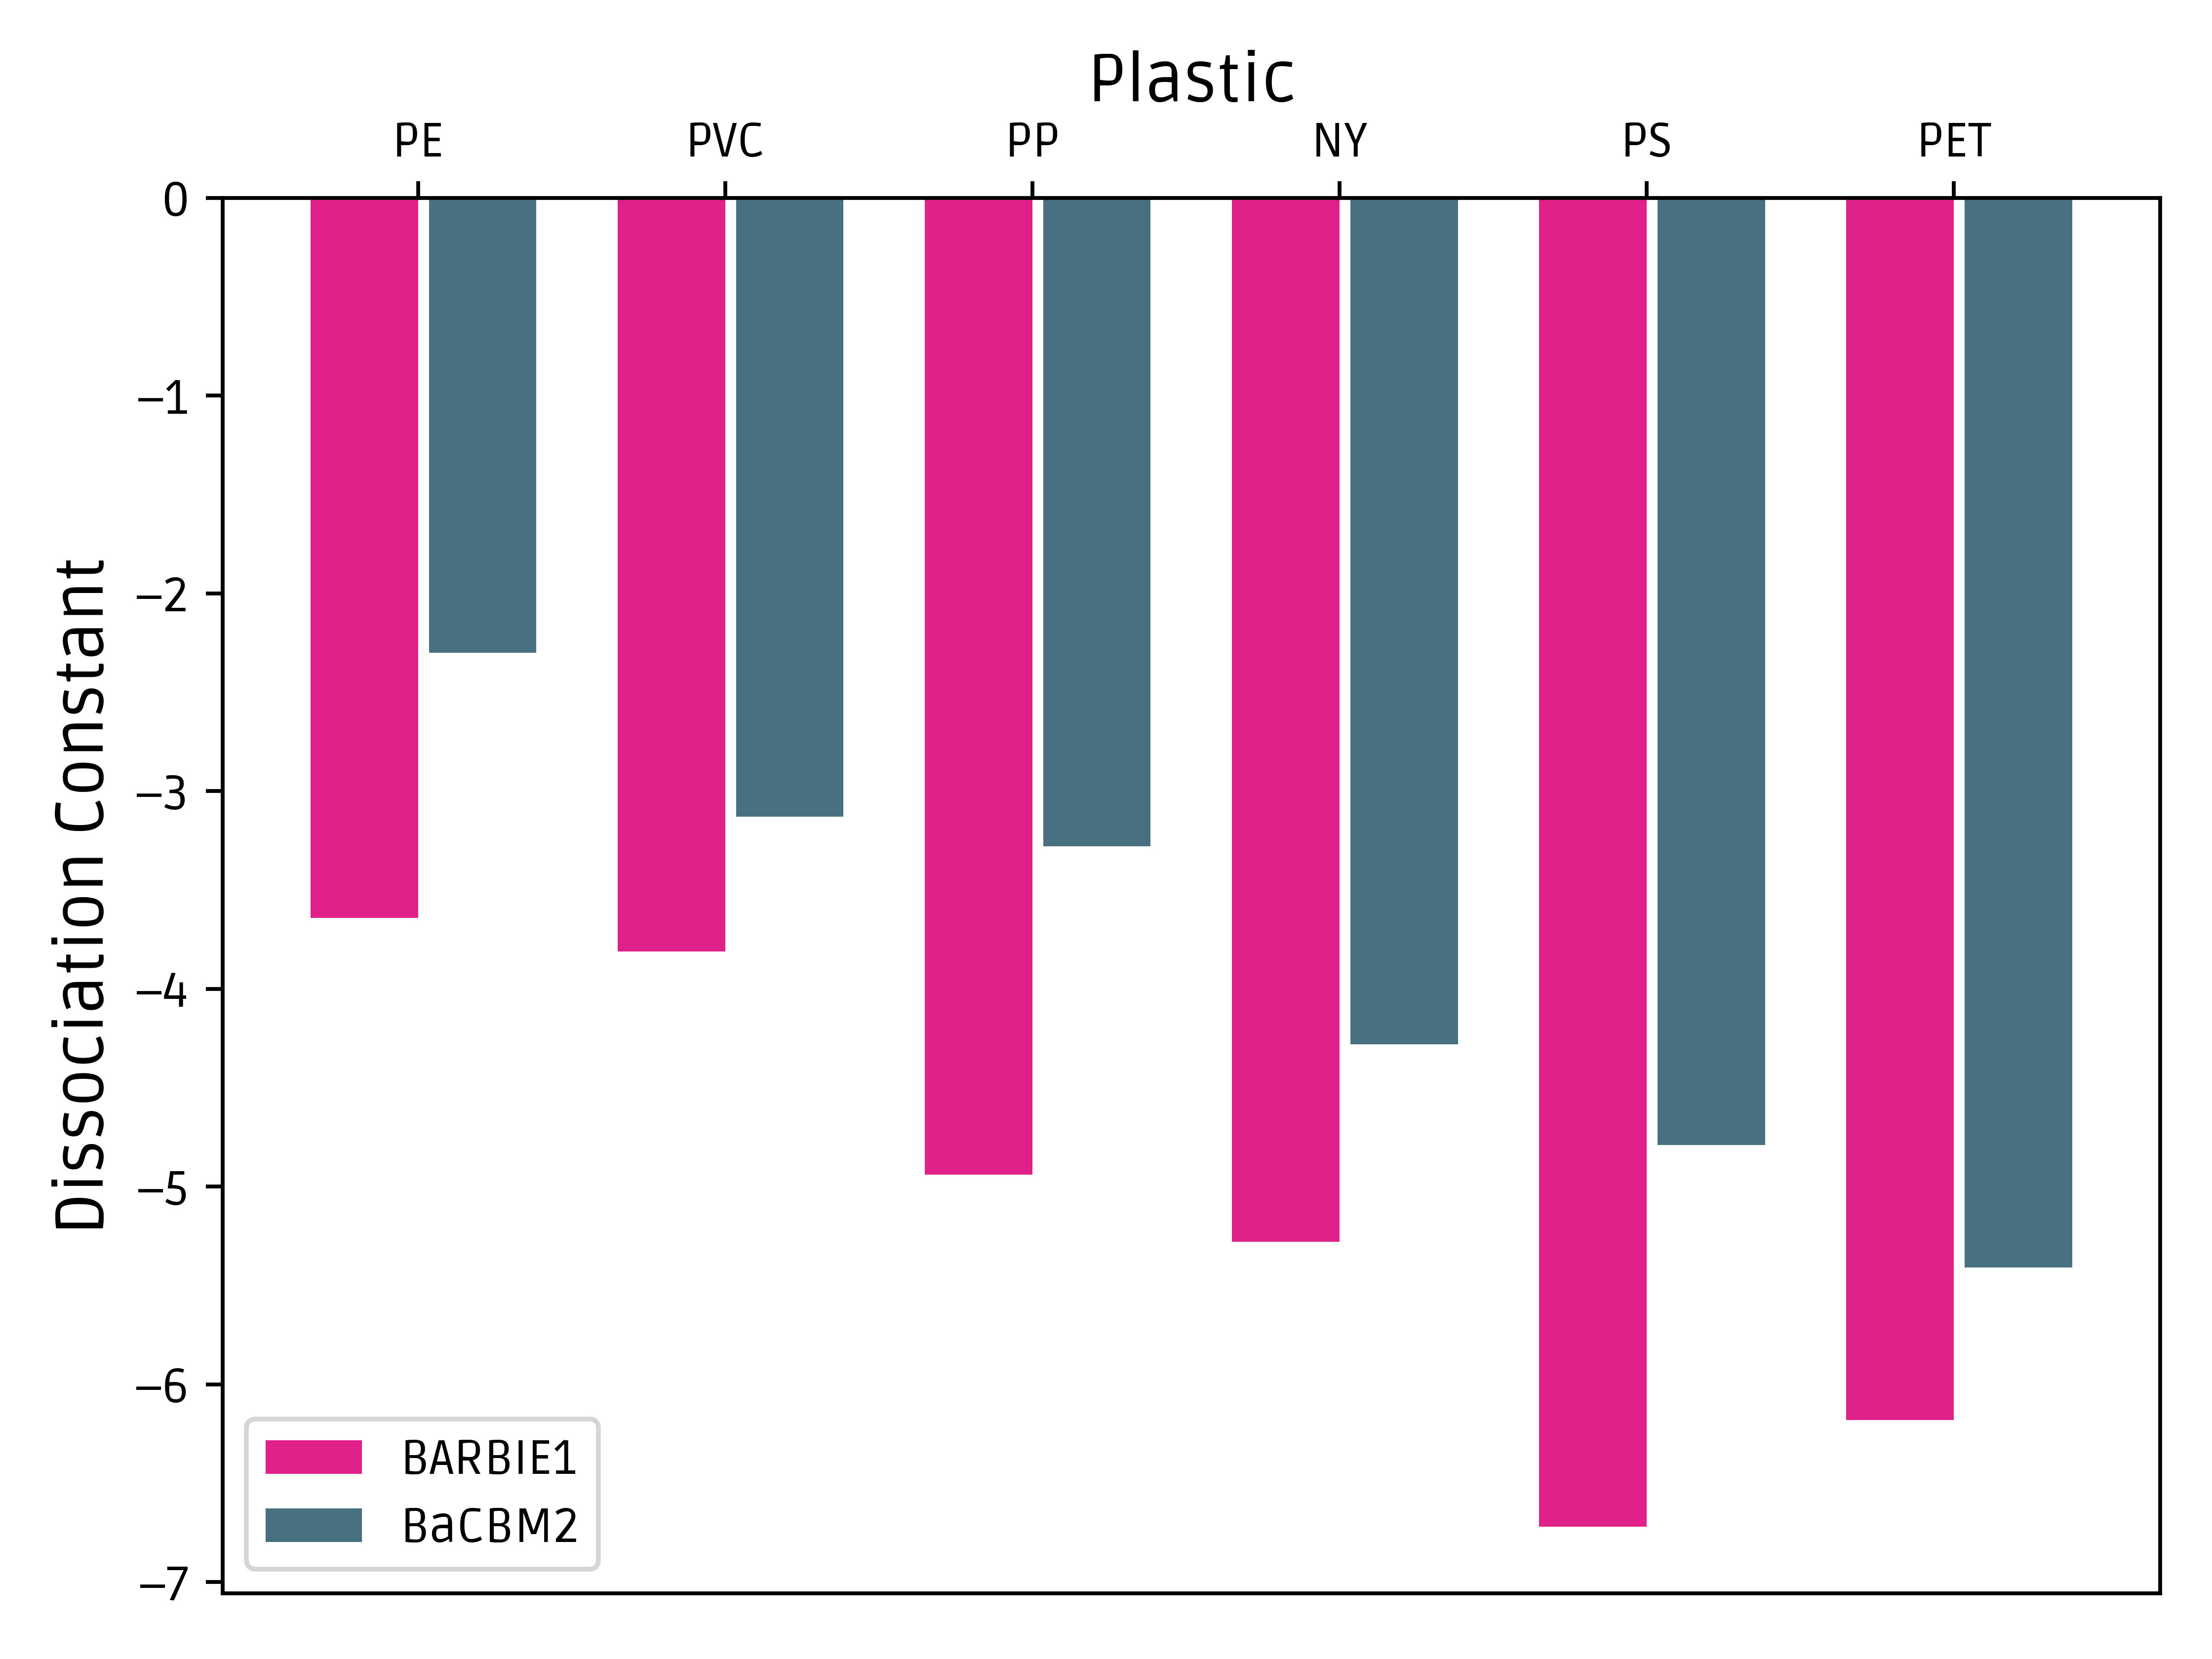 Plastic
PE PVC PP NY PS PET
0
−1
−2
−3
−4
−5
−6
−7
Dissociation Constant
BARBIE1
BaCBM2